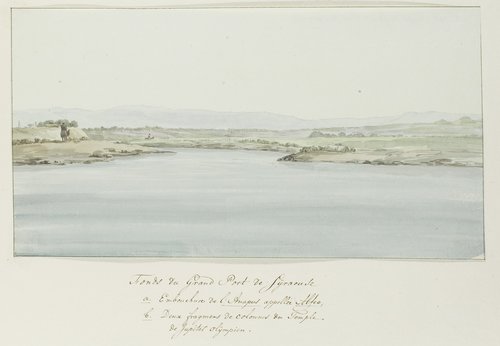 Fonds du Grand Port de Syracuse
a. Embouchure de l'Anapus appellée Alfeo,
b. Deux fragmens de colonnes du Temple.
de Jupitel olympien.